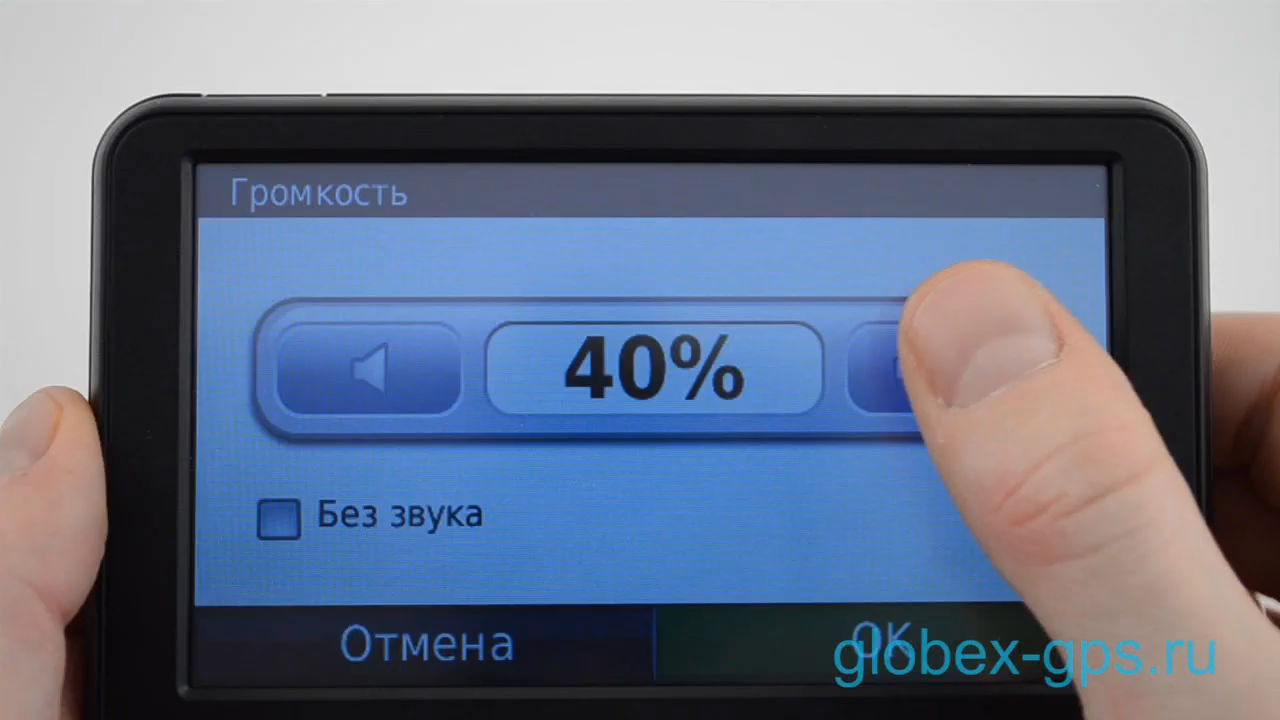 Громкость
40%
Без звука
Отмена
OK
globex-gps.ru